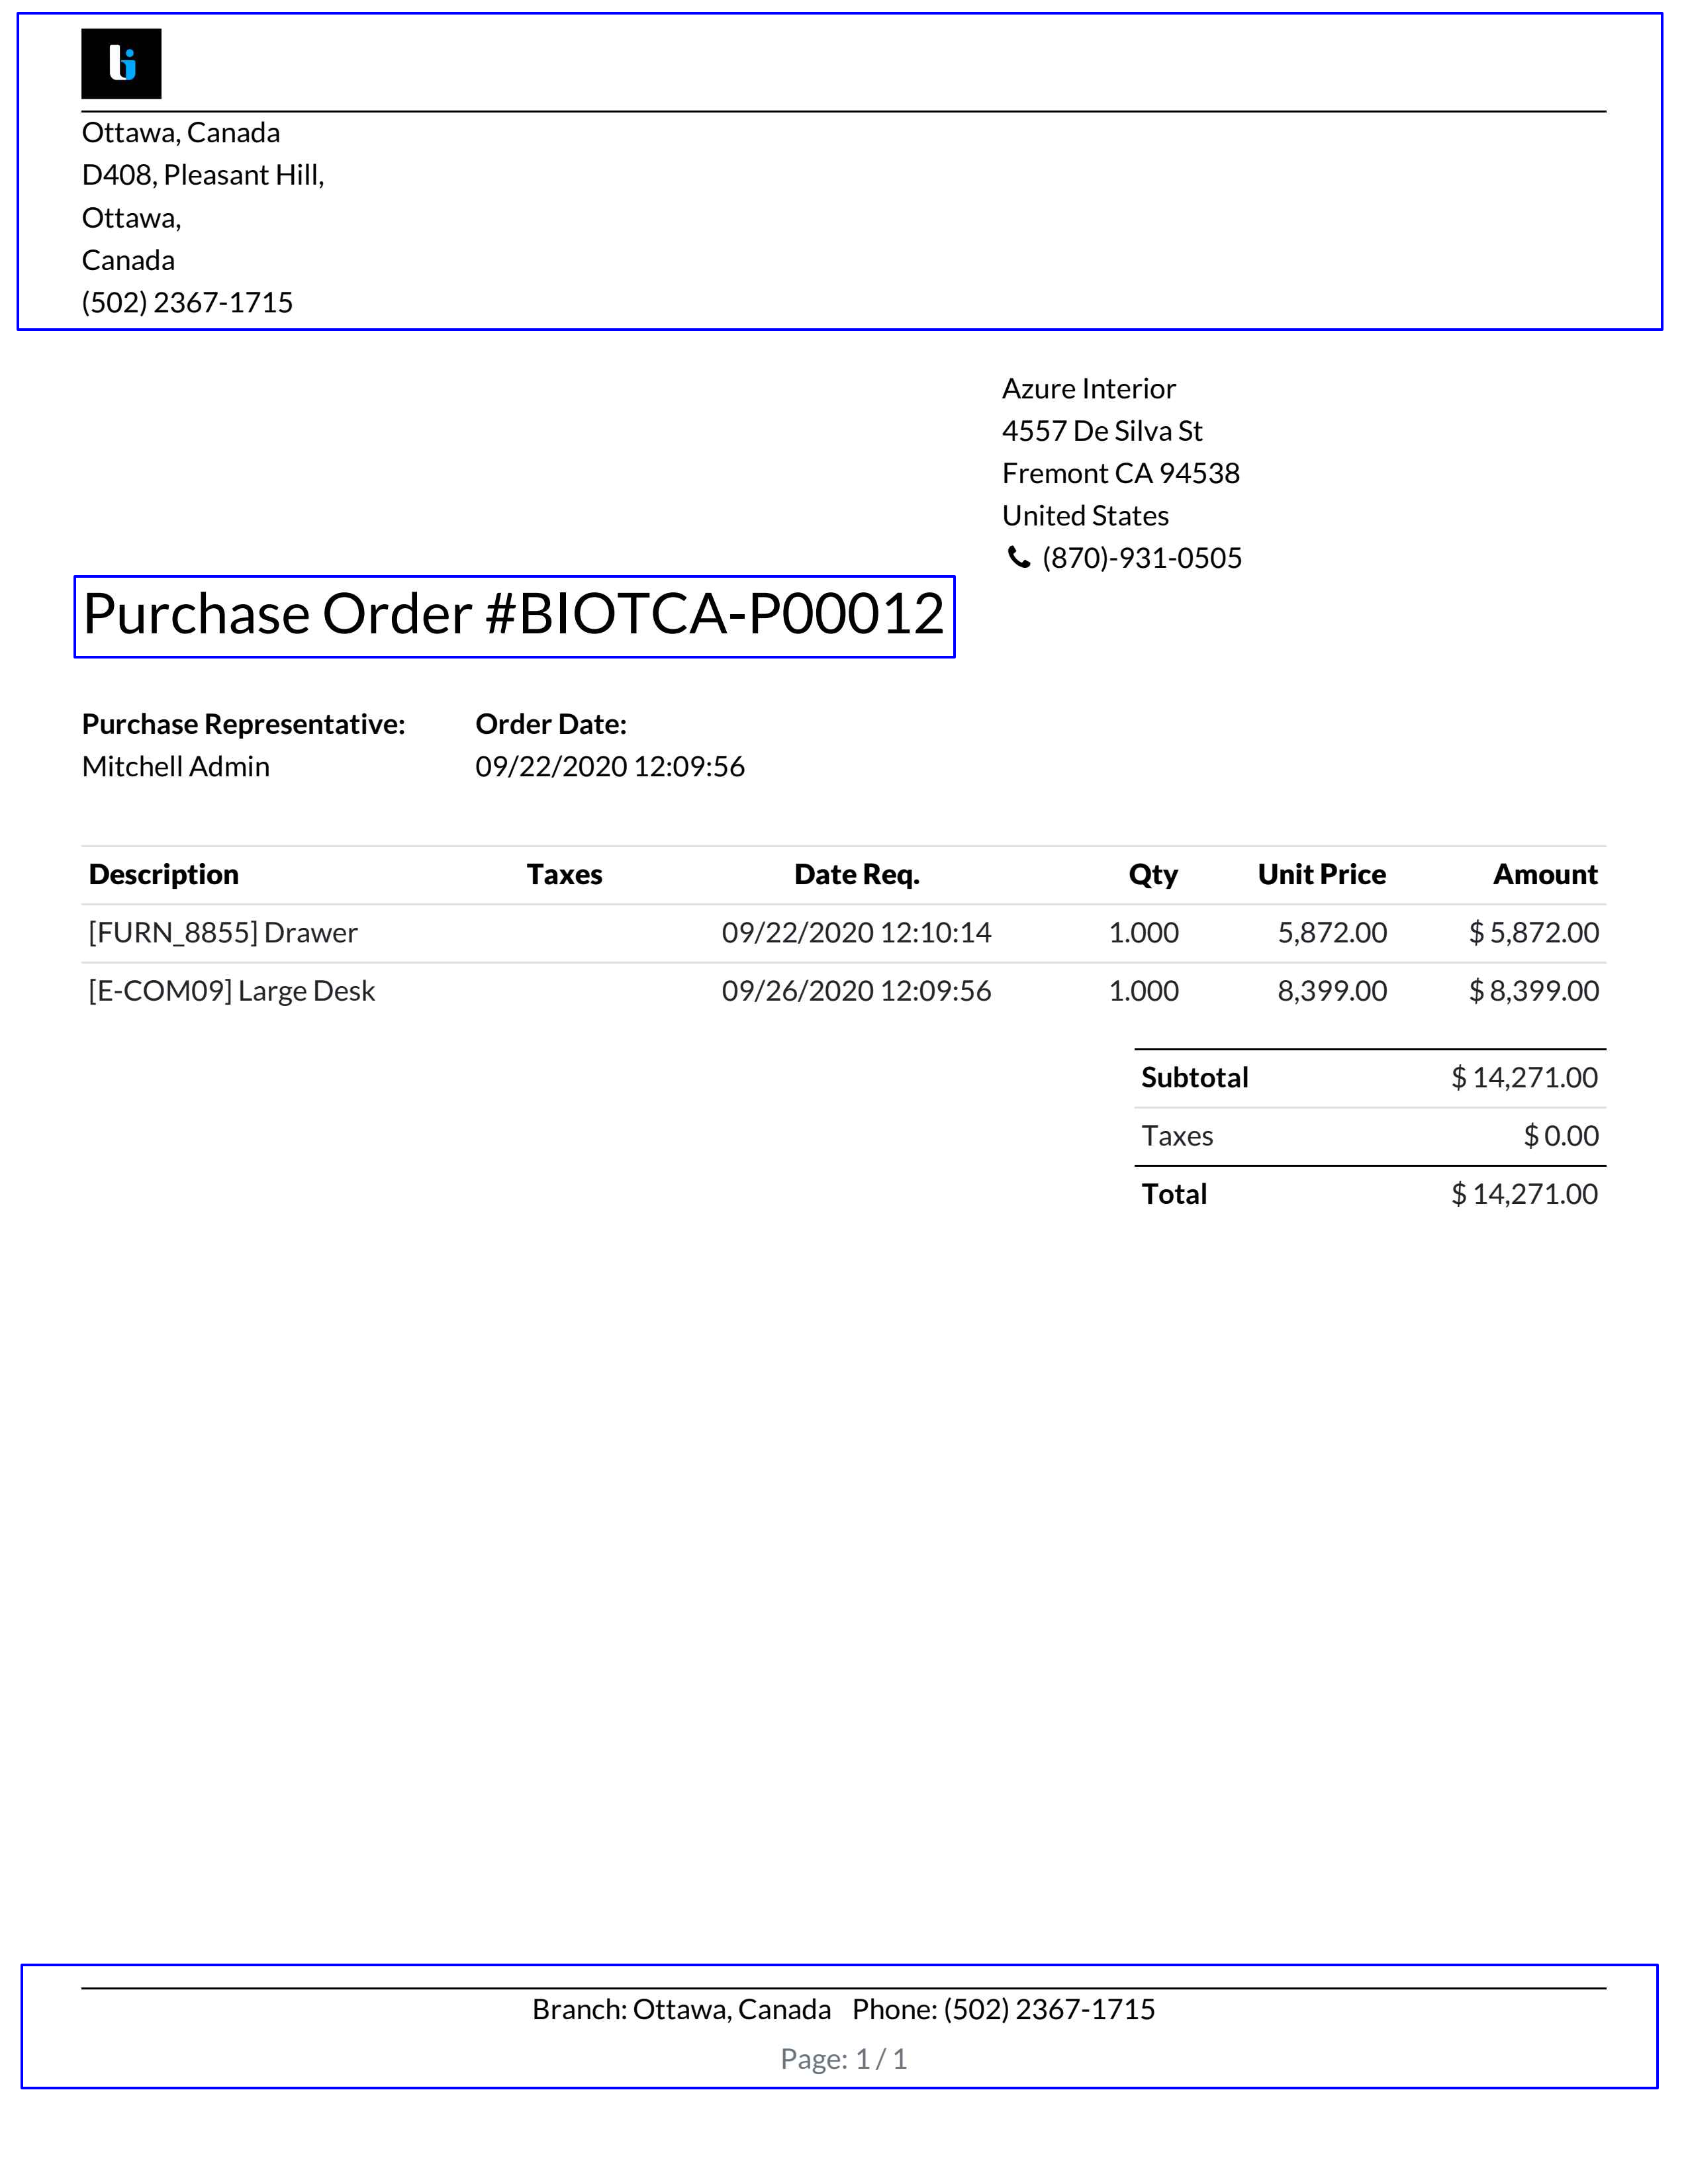 Ottawa, Canada
D408, Pleasant Hill,
Ottawa,
Canada
(502) 2367-1715
Azure Interior
4557 De Silva St
Fremont CA 94538
United States
(870)-931-0505
Purchase Order #BIOTCA-P00012
Purchase Representative: Order Date:
Mitchell Admin 09/22/2020 12:09:56
Description Taxes Date Req. Qty Unit Price Amount
[FURN_8855] Drawer 09/22/2020 12:10:14 1.000 5,872.00 $ 5,872.00
[E-COM09] Large Desk 09/26/2020 12:09:56 1.000 8,399.00 $ 8,399.00
Subtotal $ 14,271.00
Taxes $ 0.00
Total $ 14,271.00
Branch: Ottawa, Canada Phone: (502) 2367-1715
Page: 1 / 1